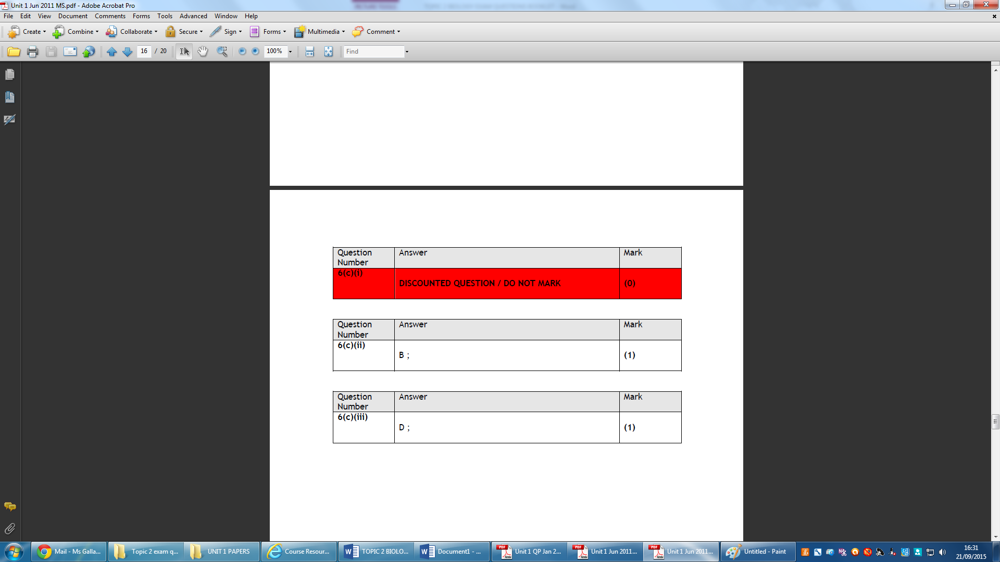 Unit 1 Jun 2011 MS.pdf - Adobe Acrobat Pro
File Edit View Document Comments Forms Tools Advanced Window Help
Create Combine Collaborate Secure Sign Forms Multimedia Comment
16 / 20 100% Find
Question Number Answer Mark
6(c)(i) DISCOUNTED QUESTION / DO NOT MARK (0)
Question Number Answer Mark
6(c)(ii) B ; (1)
Question Number Answer Mark
6(c)(iii) D ; (1)
Mail - Ms Galla... Topic 2 exam q... UNIT 1 PAPERS Course Resour... TOPIC 2 BIOLO... Document1 - ... Unit 1 QP Jan 2... Unit 1 Jun 2011... Unit 1 Jun 2011... Untitled - Paint 16:31
21/09/2015